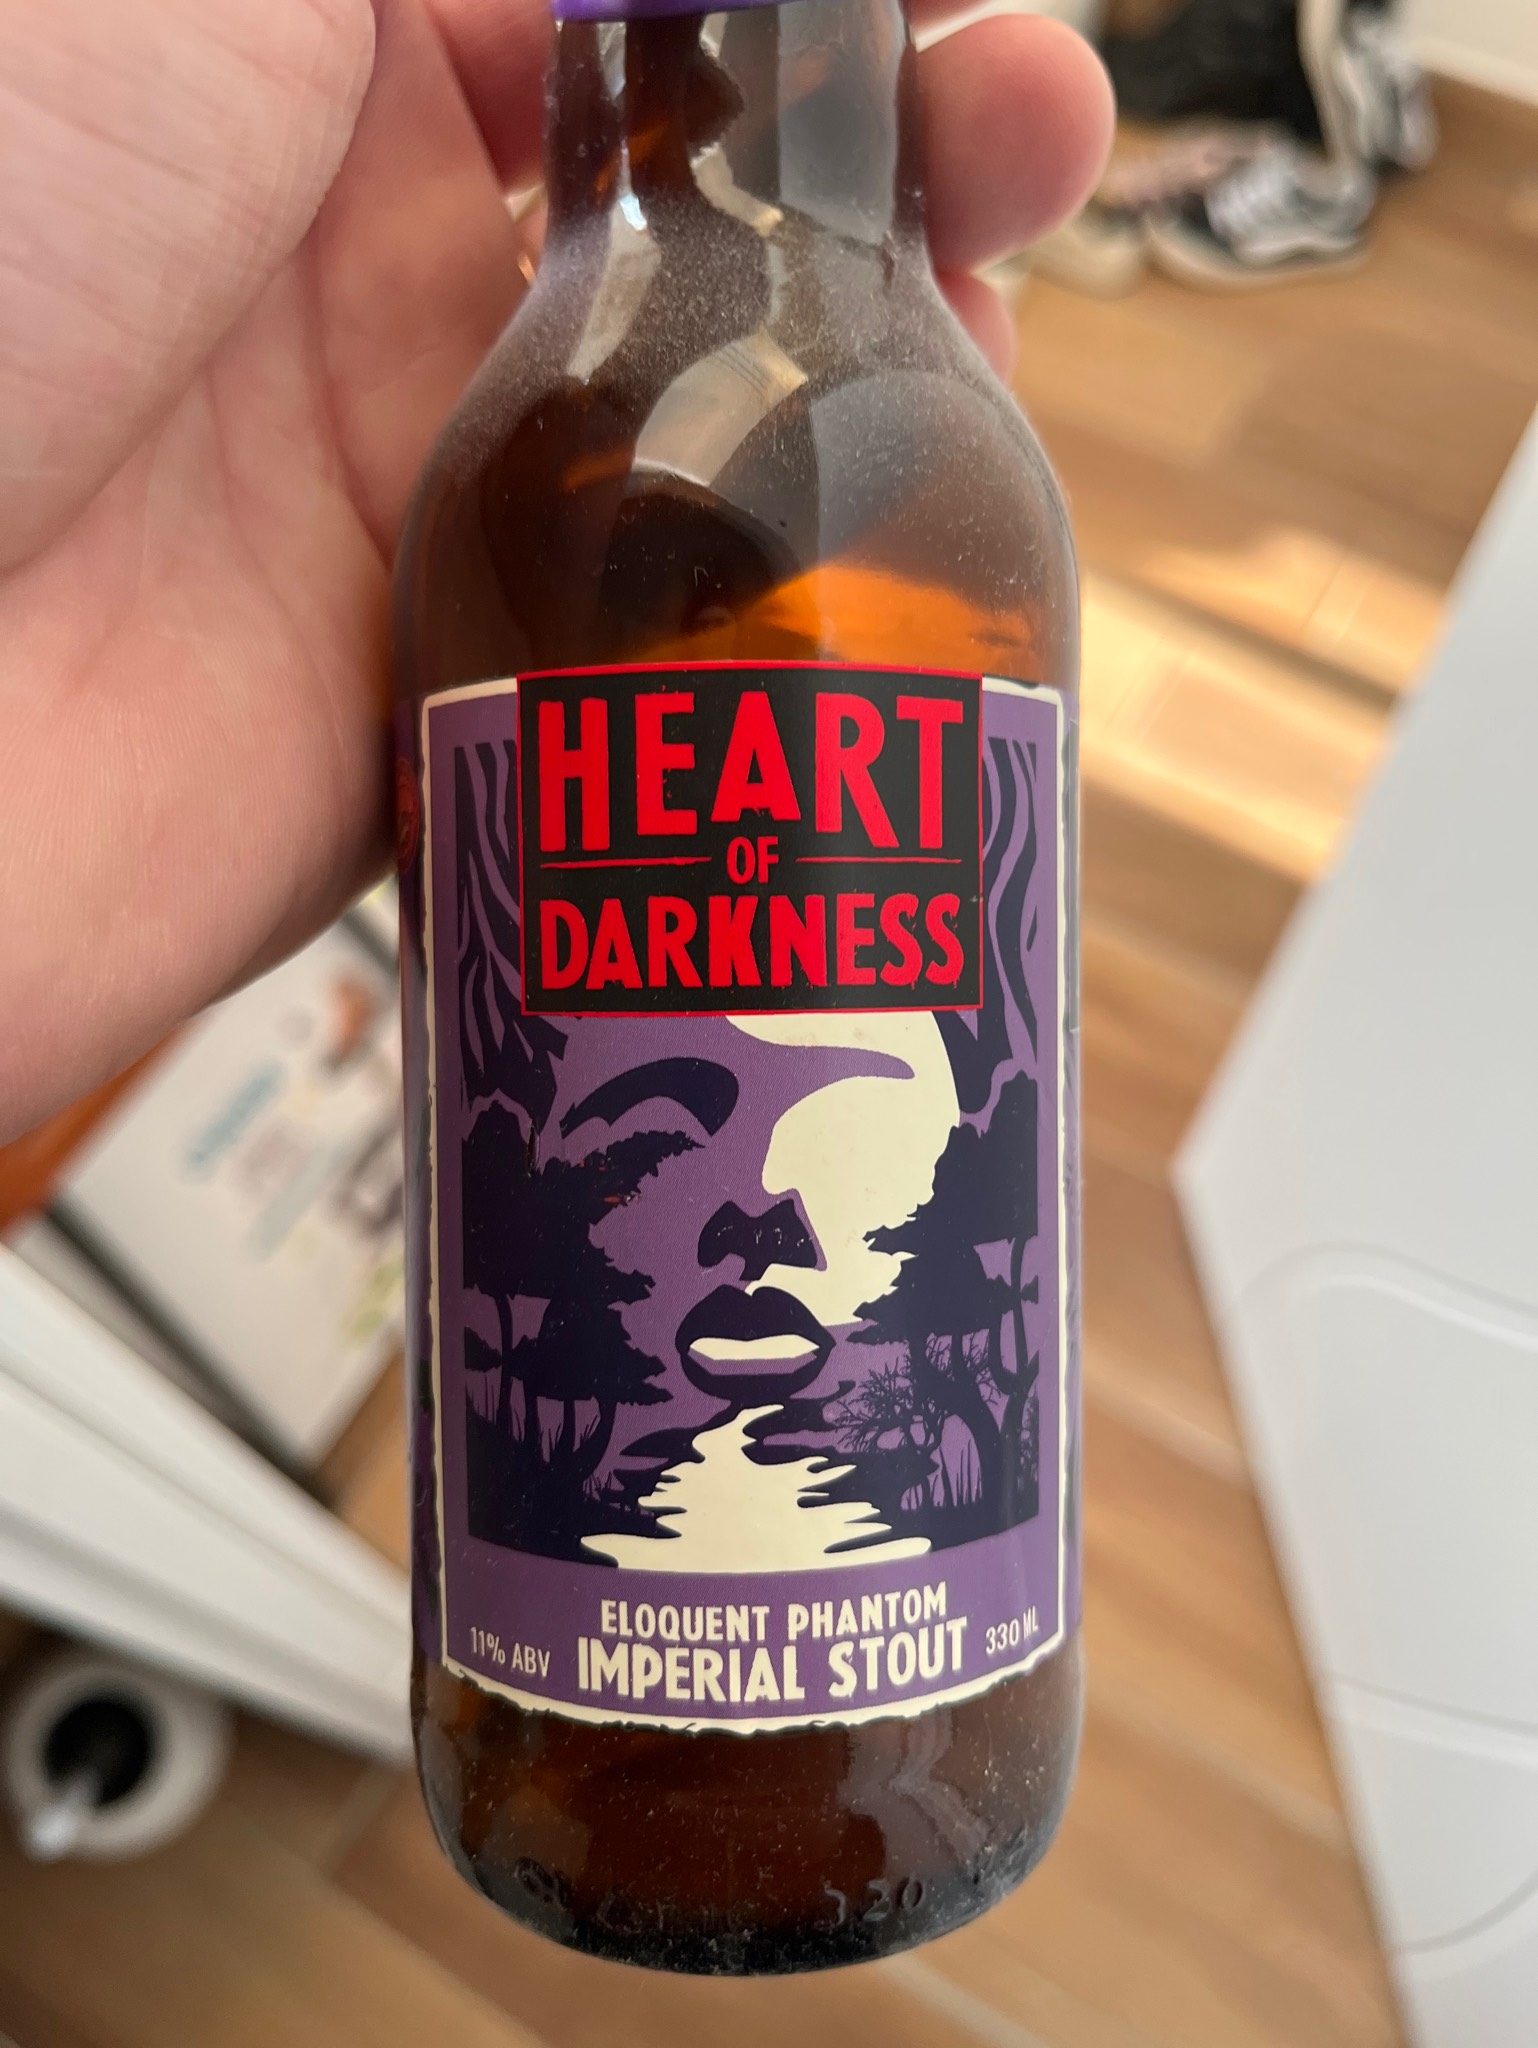 HEART
OF
DARKNESS
ELOQUENT PHANTOM
11% ABV IMPERIAL STOUT 330 ML